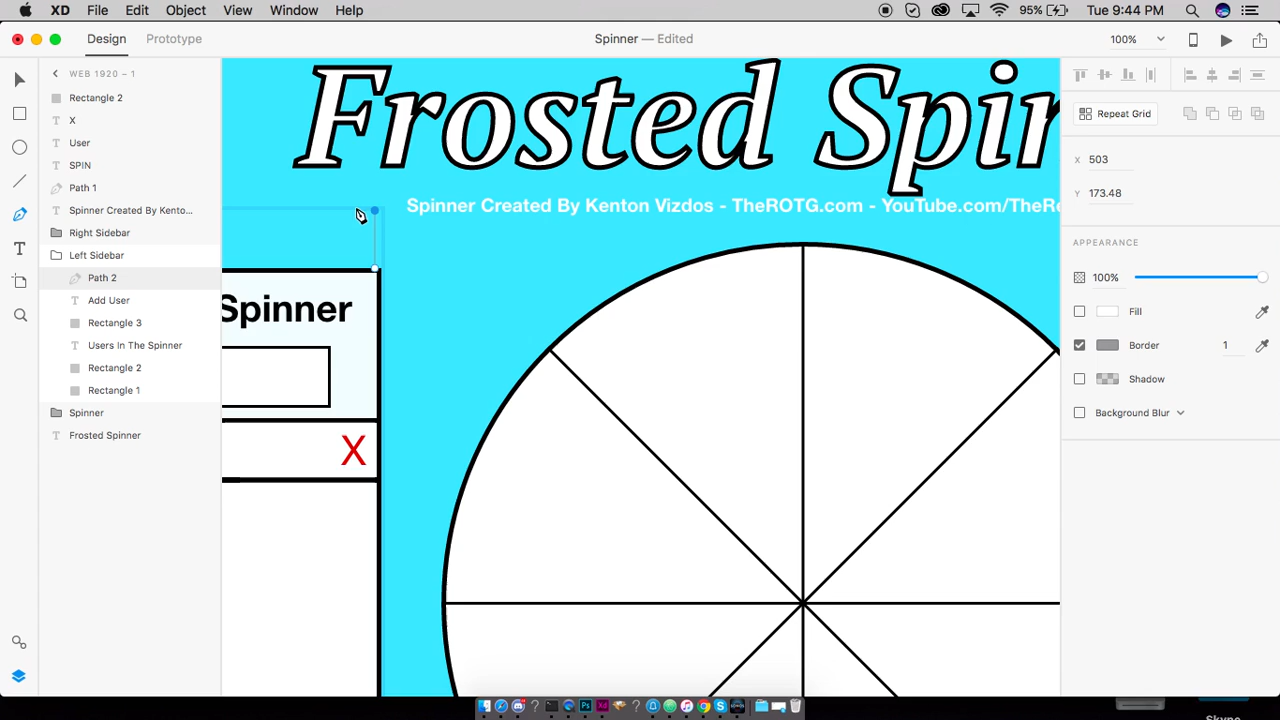 XD File Edit Object View Window Help 95% Tue 9:44 PM
Design Prototype Spinner — Edited 100%
WEB 1920 – 1
Rectangle 2
X
User
SPIN
Path 1
Spinner Created By Kento...
Right Sidebar
Left Sidebar
Path 2
Add User
Rectangle 3
Users In The Spinner
Rectangle 2
Rectangle 1
Spinner
Frosted Spinner
Frosted Spin
Spinner Created By Kenton Vizdos - TheROTG.com - YouTube.com/TheRo
Spinner
X
Repeat Grid
X 503
Y 173.48
APPEARANCE
100%
Fill
Border 1
Shadow
Background Blur
Skype